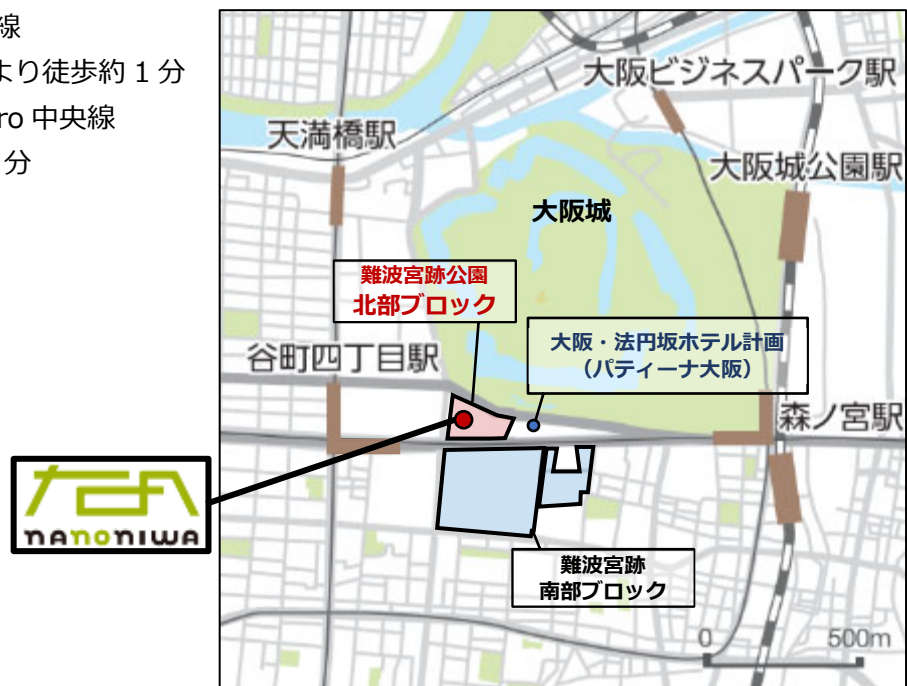 線
より徒歩約 1 分
ro 中央線
分
大阪ビジネスパーク駅
天満橋駅
大阪城公園駅
大阪城
難波宮跡公園
北部ブロック
大阪・法円坂ホテル計画
（パティーナ大阪）
谷町四丁目駅
森ノ宮駅
nanoniwa
難波宮跡
南部ブロック
0 500m